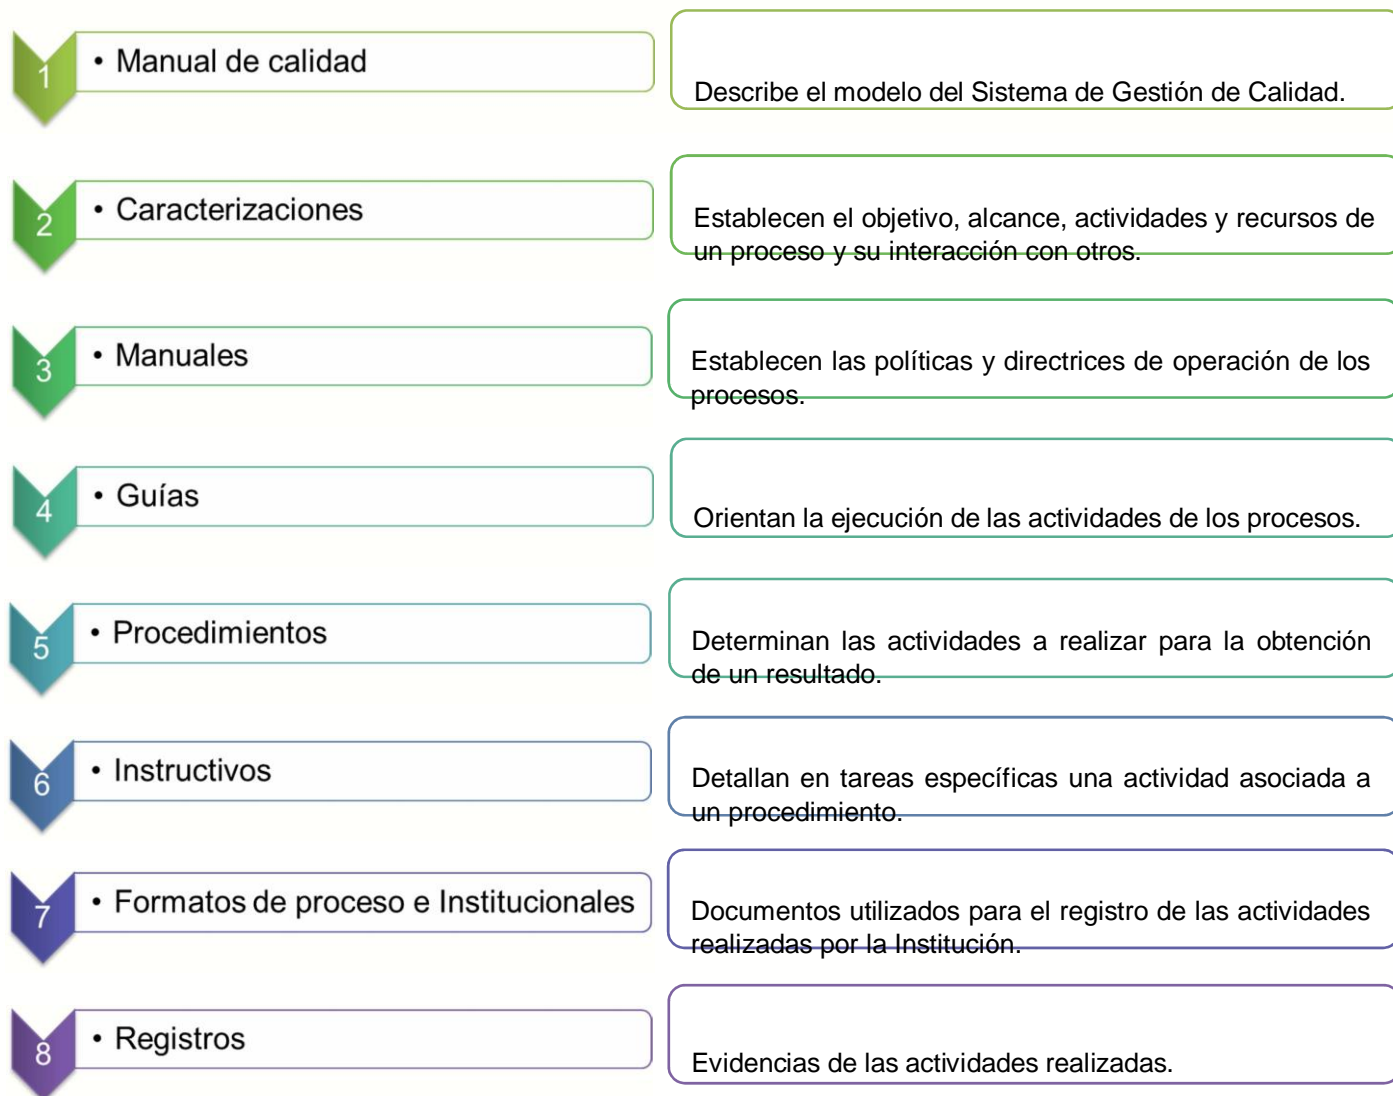 1
• Manual de calidad
Describe el modelo del Sistema de Gestión de Calidad.
2
• Caracterizaciones
Establecen el objetivo, alcance, actividades y recursos de
un proceso y su interacción con otros.
3
• Manuales
Establecen las políticas y directrices de operación de los
procesos.
4
• Guías
Orientan la ejecución de las actividades de los procesos.
5
• Procedimientos
Determinan las actividades a realizar para la obtención
de un resultado.
6
• Instructivos
Detallan en tareas específicas una actividad asociada a
un procedimiento.
7
• Formatos de proceso e Institucionales
Documentos utilizados para el registro de las actividades
realizadas por la Institución.
8
• Registros
Evidencias de las actividades realizadas.